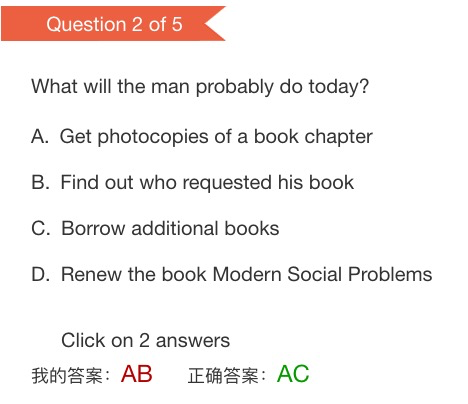 Question 2 of 5
What will the man probably do today?
A. Get photocopies of a book chapter
B. Find out who requested his book
C. Borrow additional books
D. Renew the book Modern Social Problems
Click on 2 answers
我的答案：AB 正确答案：AC